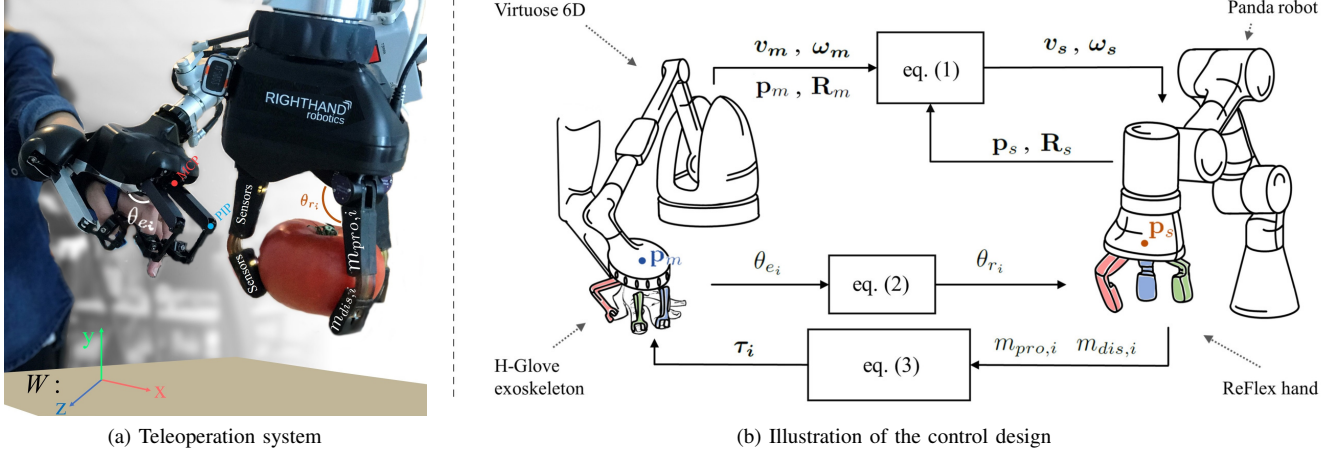 RIGHTHAND
robotics
MCP
PIP
θ_{e_i}
θ_{r_i}
Sensors
Sensors
m_{pro,i}
m_{dis,i}
y
W :
x
z
(a) Teleoperation system
Virtuose 6D
Panda robot
v_m , ω_m
eq. (1)
v_s , ω_s
p_m , R_m
p_s , R_s
p_m
p_s
θ_{e_i}
eq. (2)
θ_{r_i}
τ_i
eq. (3)
m_{pro,i} m_{dis,i}
H-Glove
exoskeleton
ReFlex hand
(b) Illustration of the control design